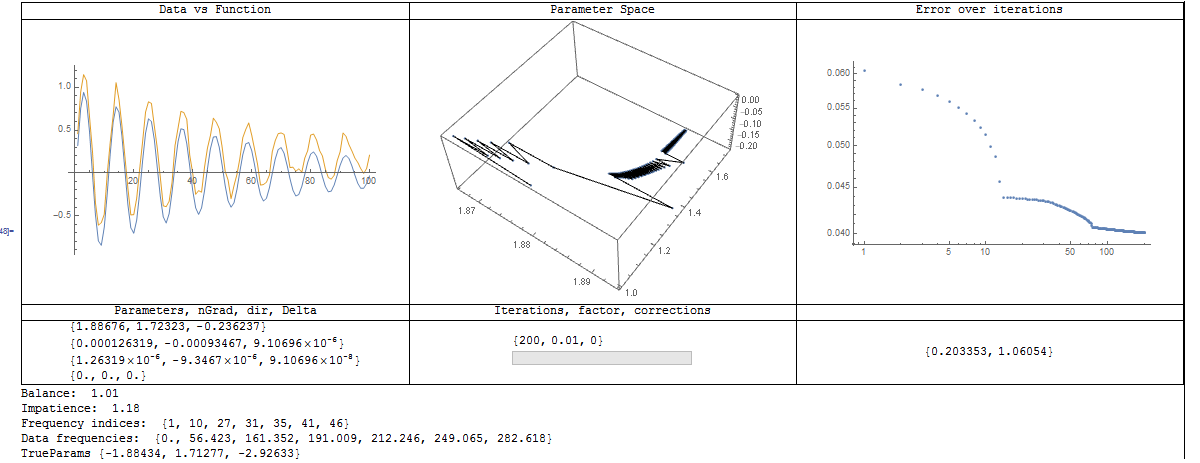 Data vs Function
Parameter Space
Error over iterations
1.0
0.5
-0.5
20
40
60
80
100
0.00
-0.05
-0.10
-0.15
-0.20
1.6
1.4
1.2
1.0
1.87
1.88
1.89
0.060
0.055
0.050
0.045
0.040
1
5
10
50
100
Parameters, nGrad, dir, Delta
Iterations, factor, corrections
{1.88676, 1.72323, -0.236237}
{0.000126319, -0.00093467, 9.10696×10⁻⁶}
{1.26319×10⁻⁶, -9.3467×10⁻⁶, 9.10696×10⁻⁸}
{0., 0., 0.}
{200, 0.01, 0}
{0.203353, 1.06054}
Balance: 1.01
Impatience: 1.18
Frequency indices: {1, 10, 27, 31, 35, 41, 46}
Data frequencies: {0., 56.423, 161.352, 191.009, 212.246, 249.065, 282.618}
TrueParams {-1.88434, 1.71277, -2.92633}